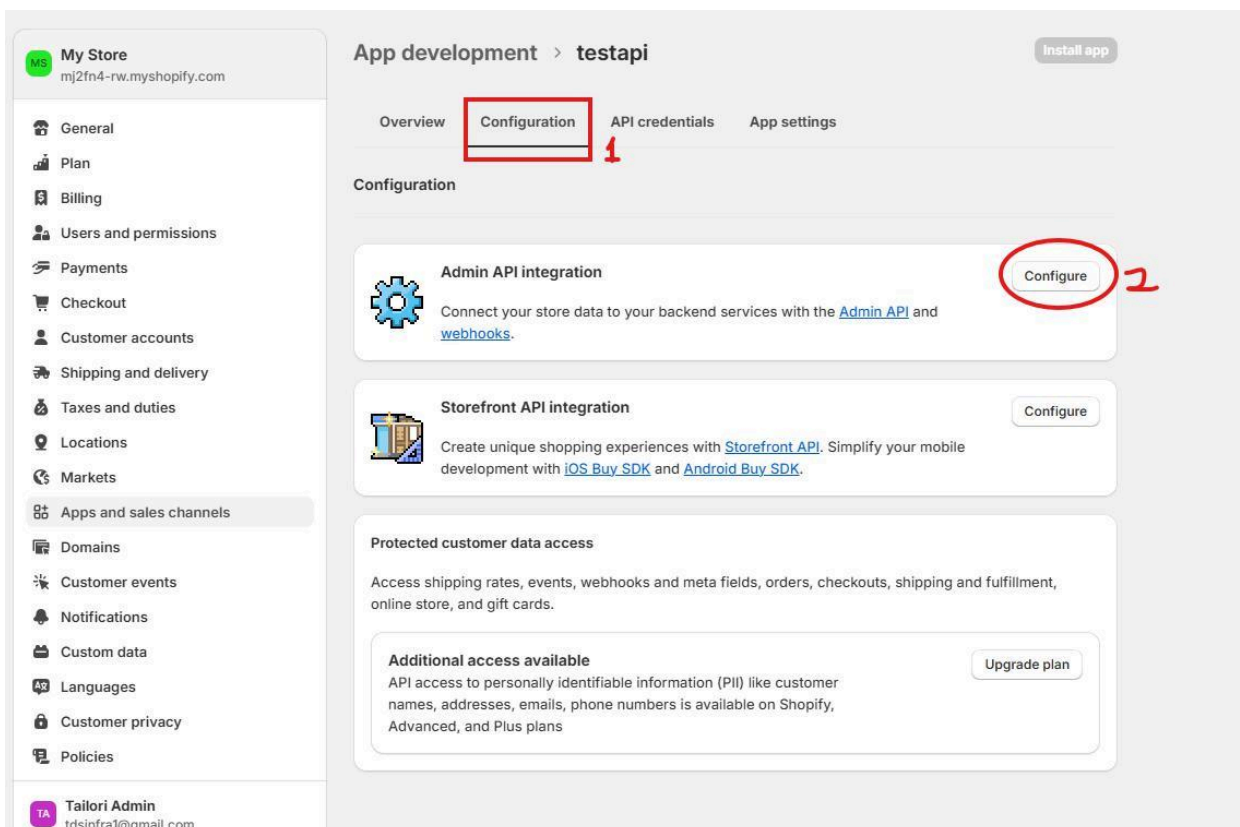 MS
My Store
mj2fn4-rw.myshopify.com
General
Plan
Billing
Users and permissions
Payments
Checkout
Customer accounts
Shipping and delivery
Taxes and duties
Locations
Markets
Apps and sales channels
Domains
Customer events
Notifications
Custom data
Languages
Customer privacy
Policies
TA
Tailori Admin
tdsinfra1@gmail.com
App development > testapi
Install app
Overview
Configuration
API credentials
App settings
1
Configuration
Admin API integration
Configure
2
Connect your store data to your backend services with the Admin API and
webhooks.
Storefront API integration
Configure
Create unique shopping experiences with Storefront API. Simplify your mobile
development with iOS Buy SDK and Android Buy SDK.
Protected customer data access
Access shipping rates, events, webhooks and meta fields, orders, checkouts, shipping and fulfillment,
online store, and gift cards.
Additional access available
Upgrade plan
API access to personally identifiable information (PII) like customer
names, addresses, emails, phone numbers is available on Shopify,
Advanced, and Plus plans